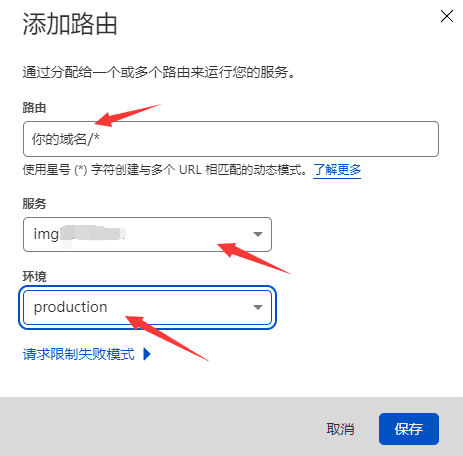 添加路由
通过分配给一个或多个路由来运行您的服务。
路由
你的域名/*
使用星号 (*) 字符创建与多个 URL 相匹配的动态模式。了解更多
服务
img
环境
production
请求限制失败模式
取消
保存